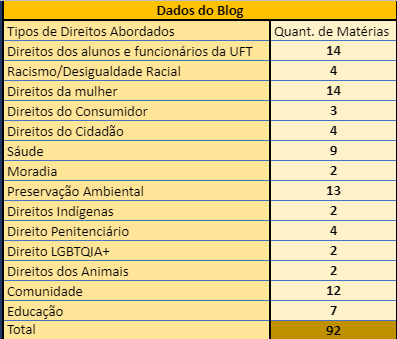 Dados do Blog
Tipos de Direitos Abordados Quant. de Matérias
Direitos dos alunos e funcionários da UFT 14
Racismo/Desigualdade Racial 4
Direitos da mulher 14
Direitos do Consumidor 3
Direitos do Cidadão 4
Sáude 9
Moradia 2
Preservação Ambiental 13
Direitos Indígenas 2
Direito Penitenciário 4
Direito LGBTQIA+ 2
Direitos dos Animais 2
Comunidade 12
Educação 7
Total 92